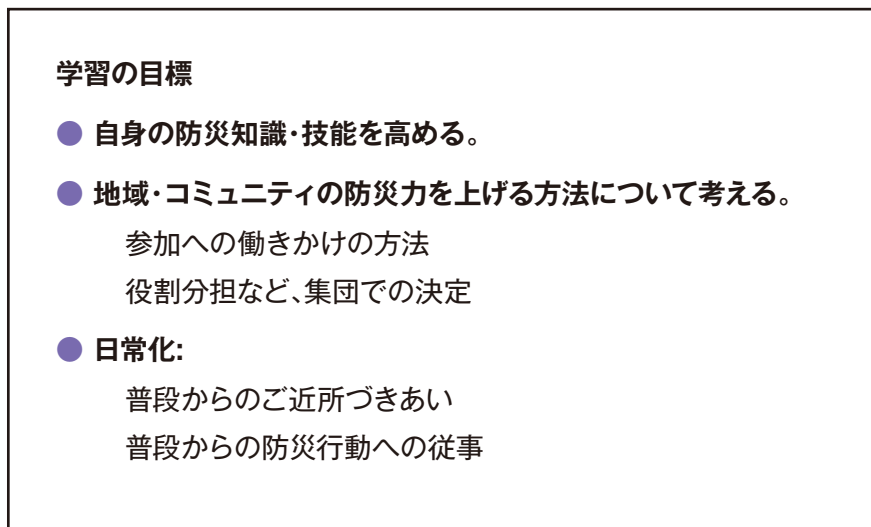 学習の目標
● 自身の防災知識・技能を高める。
● 地域・コミュニティの防災力を上げる方法について考える。
参加への働きかけの方法
役割分担など、集団での決定
● 日常化:
普段からのご近所づきあい
普段からの防災行動への従事